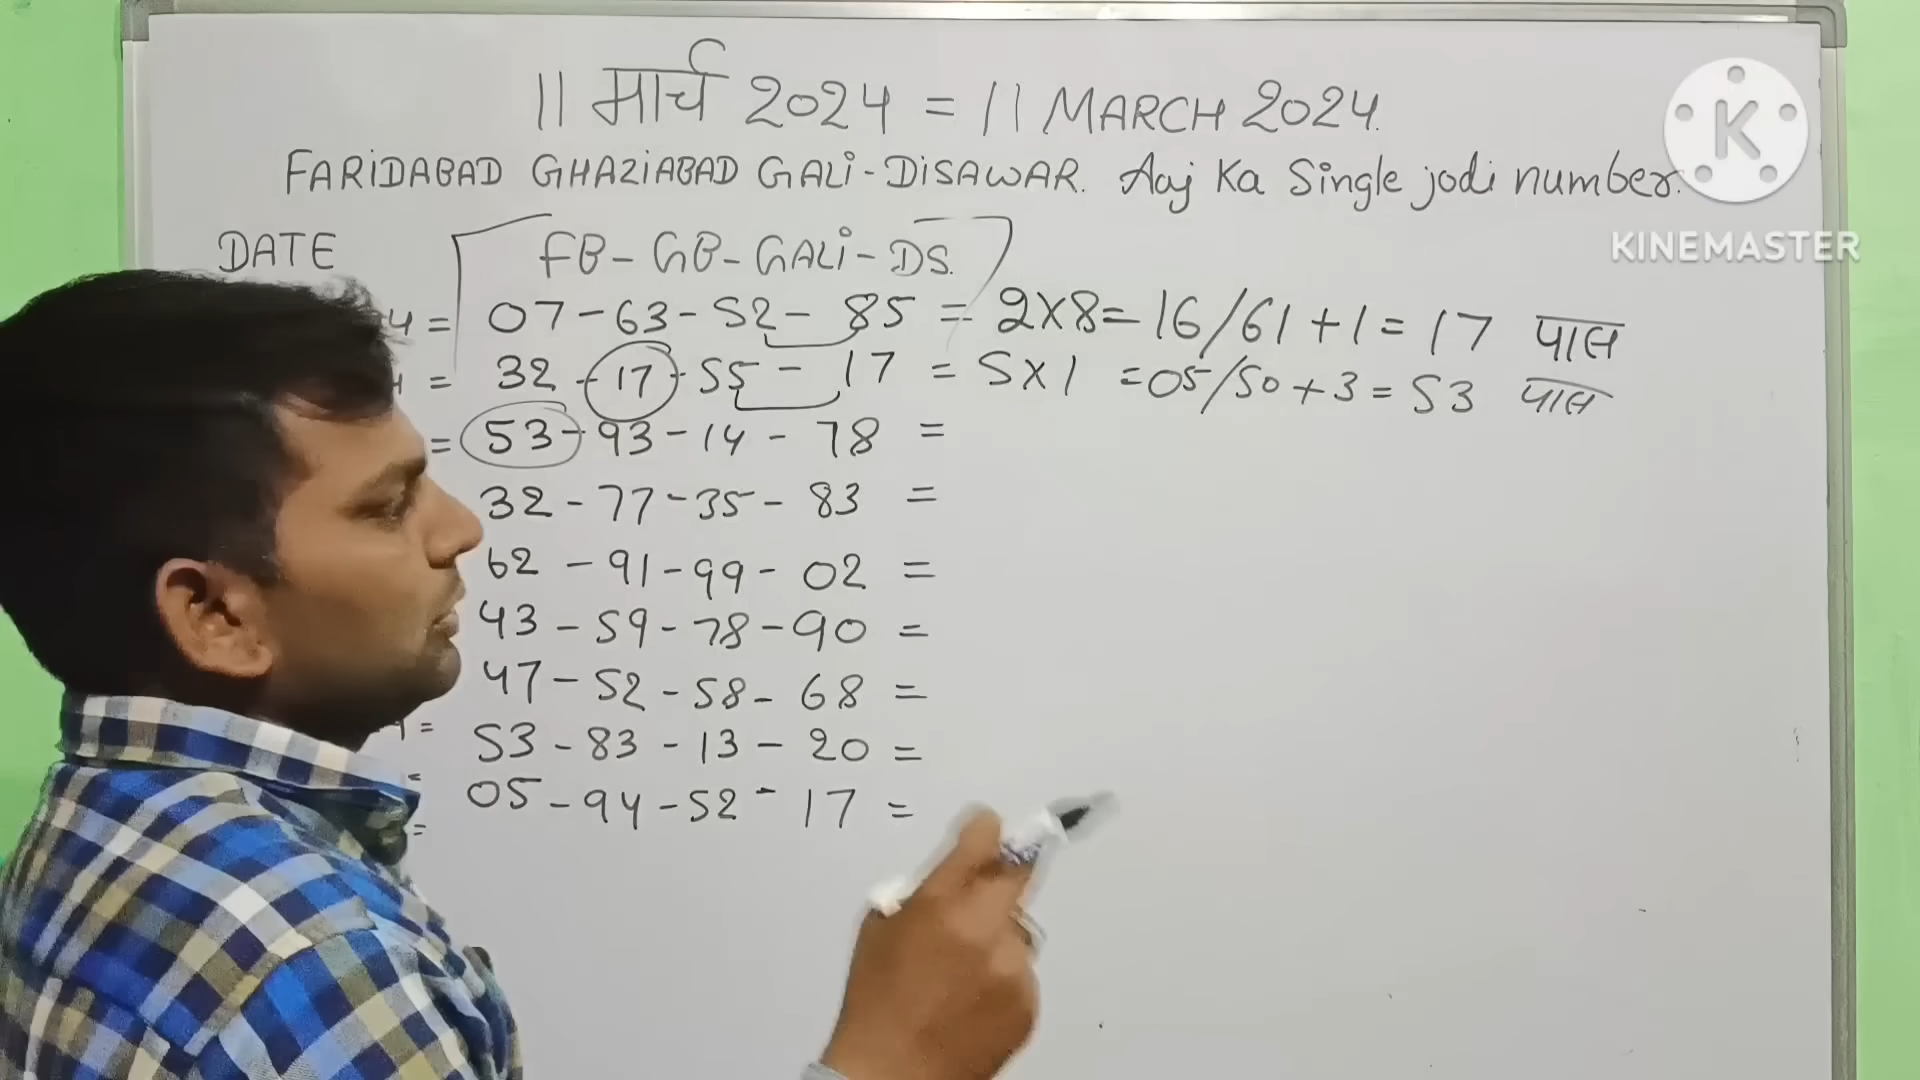 11 मार्च 2024 = 11 MARCH 2024.
FARIDABAD GHAZIABAD GALI-DISAWAR. Aaj Ka Single jodi number.
KINEMASTER
DATE FB-GB-GALI-DS.
4 = 07-63-52-85 = 2X8=16/61+1=17 पास
= 32-17-55-17 = 5X1 =05/50+3=53 पास
= 53-93-14-78 =
32-77-35-83 =
62-91-99-02 =
43-59-78-90 =
47-52-58-68 =
= 53-83-13-20 =
= 05-94-52-17 =
=